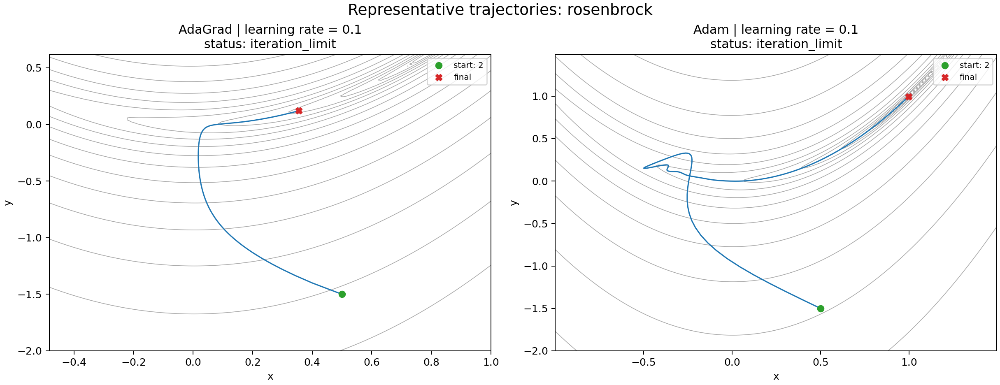 Representative trajectories: rosenbrock
AdaGrad | learning rate = 0.1
status: iteration_limit
start: 2
final
0.5
0.0
−0.5
−1.0
−1.5
−2.0
y
−0.4
−0.2
0.0
0.2
0.4
0.6
0.8
1.0
x
Adam | learning rate = 0.1
status: iteration_limit
start: 2
final
1.0
0.5
0.0
−0.5
−1.0
−1.5
−2.0
y
−0.5
0.0
0.5
1.0
x